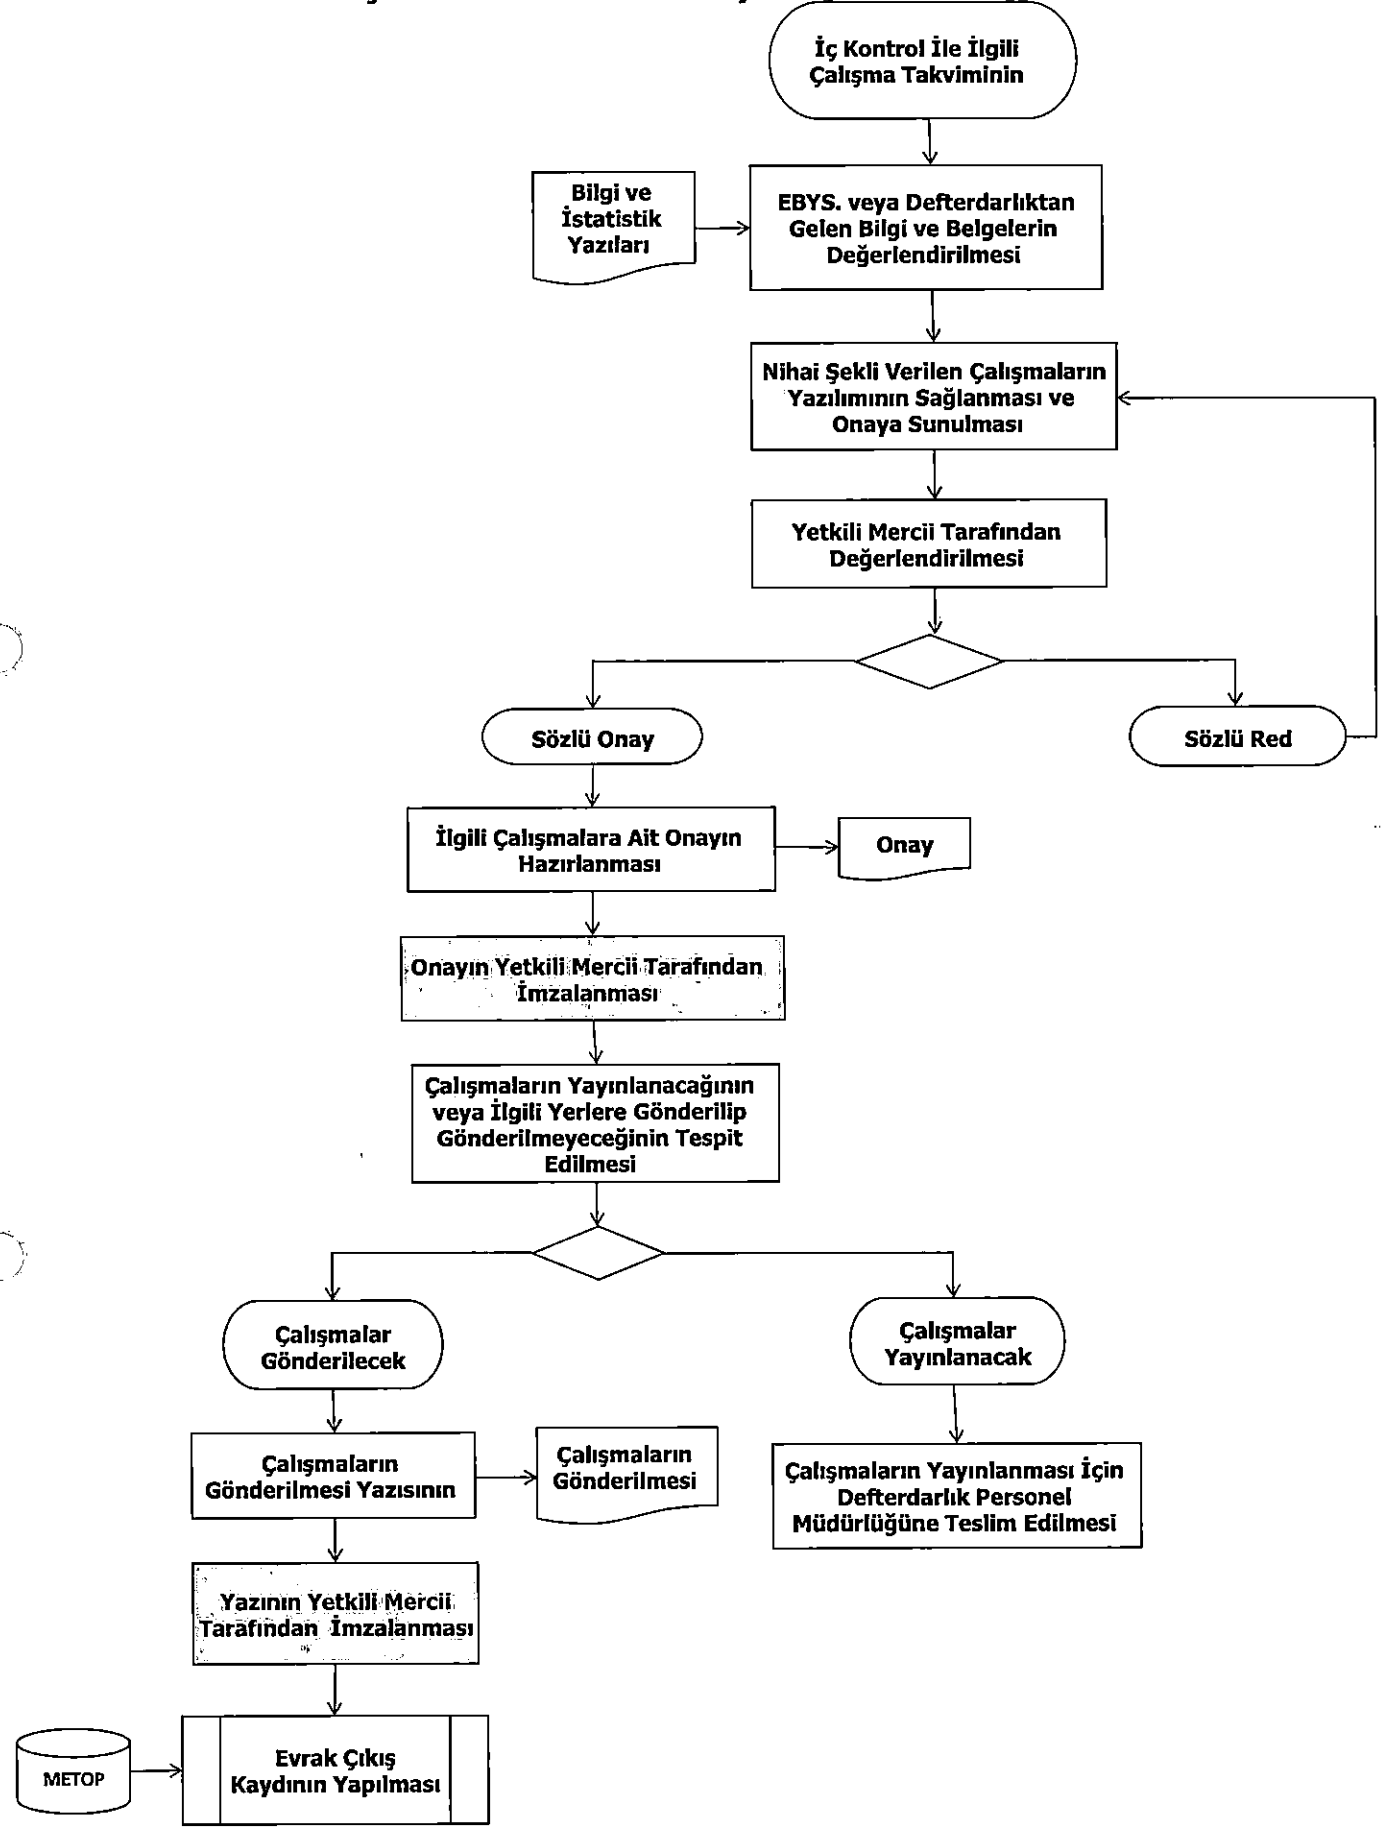 İç Kontrol İle İlgili
Çalışma Takviminin
Bilgi ve
İstatistik
Yazıları
EBYS. veya Defterdarlıktan
Gelen Bilgi ve Belgelerin
Değerlendirilmesi
Nihai Şekli Verilen Çalışmaların
Yazılımının Sağlanması ve
Onaya Sunulması
Yetkili Mercii Tarafından
Değerlendirilmesi
Sözlü Onay
Sözlü Red
İlgili Çalışmalara Ait Onayın
Hazırlanması
Onay
Onayın Yetkili Mercii Tarafından
İmzalanması
Çalışmaların Yayınlanacağının
veya İlgili Yerlere Gönderilip
Gönderilmeyeceğinin Tespit
Edilmesi
Çalışmalar
Gönderilecek
Çalışmalar
Yayınlanacak
Çalışmaların
Gönderilmesi Yazısının
Çalışmaların
Gönderilmesi
Çalışmaların Yayınlanması İçin
Defterdarlık Personel
Müdürlüğüne Teslim Edilmesi
Yazının Yetkili Mercii
Tarafından İmzalanması
METOP
Evrak Çıkış
Kaydının Yapılması